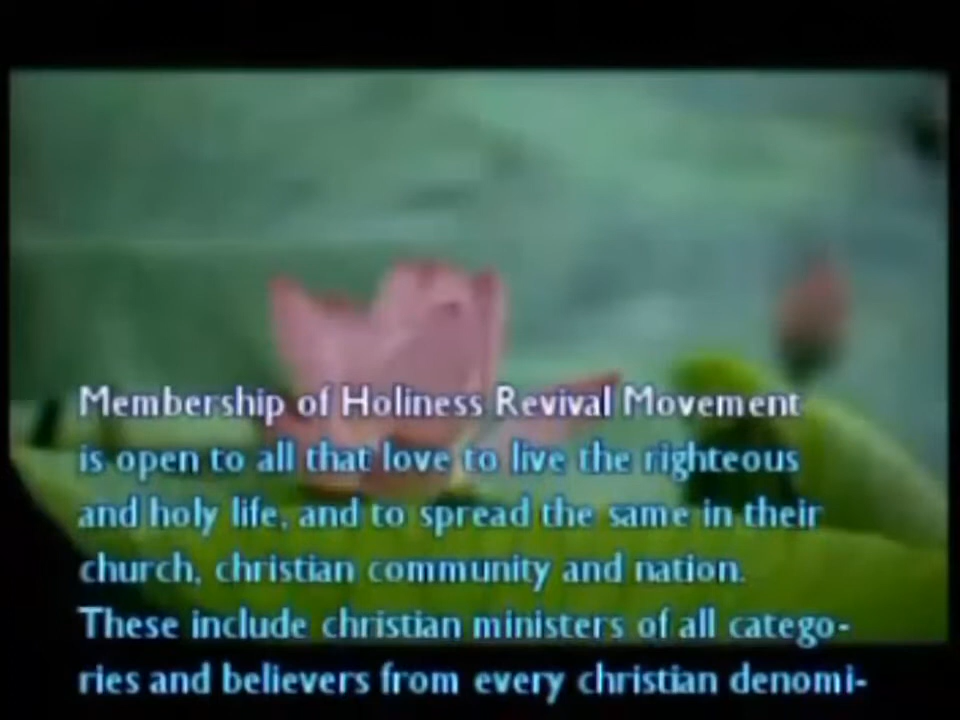 Membership of Holiness Revival Movement
is open to all that love to live the righteous
and holy life, and to spread the same in their
church, christian community and nation.
These include christian ministers of all catego-
ries and believers from every christian denomi-